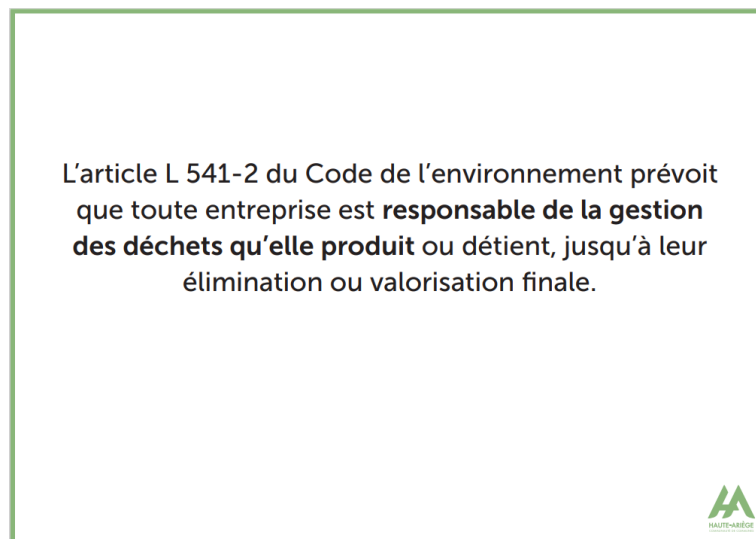 L'article L 541-2 du Code de l'environnement prévoit
que toute entreprise est responsable de la gestion
des déchets qu'elle produit ou détient, jusqu'à leur
élimination ou valorisation finale.
HAUTE-ARIÈGE